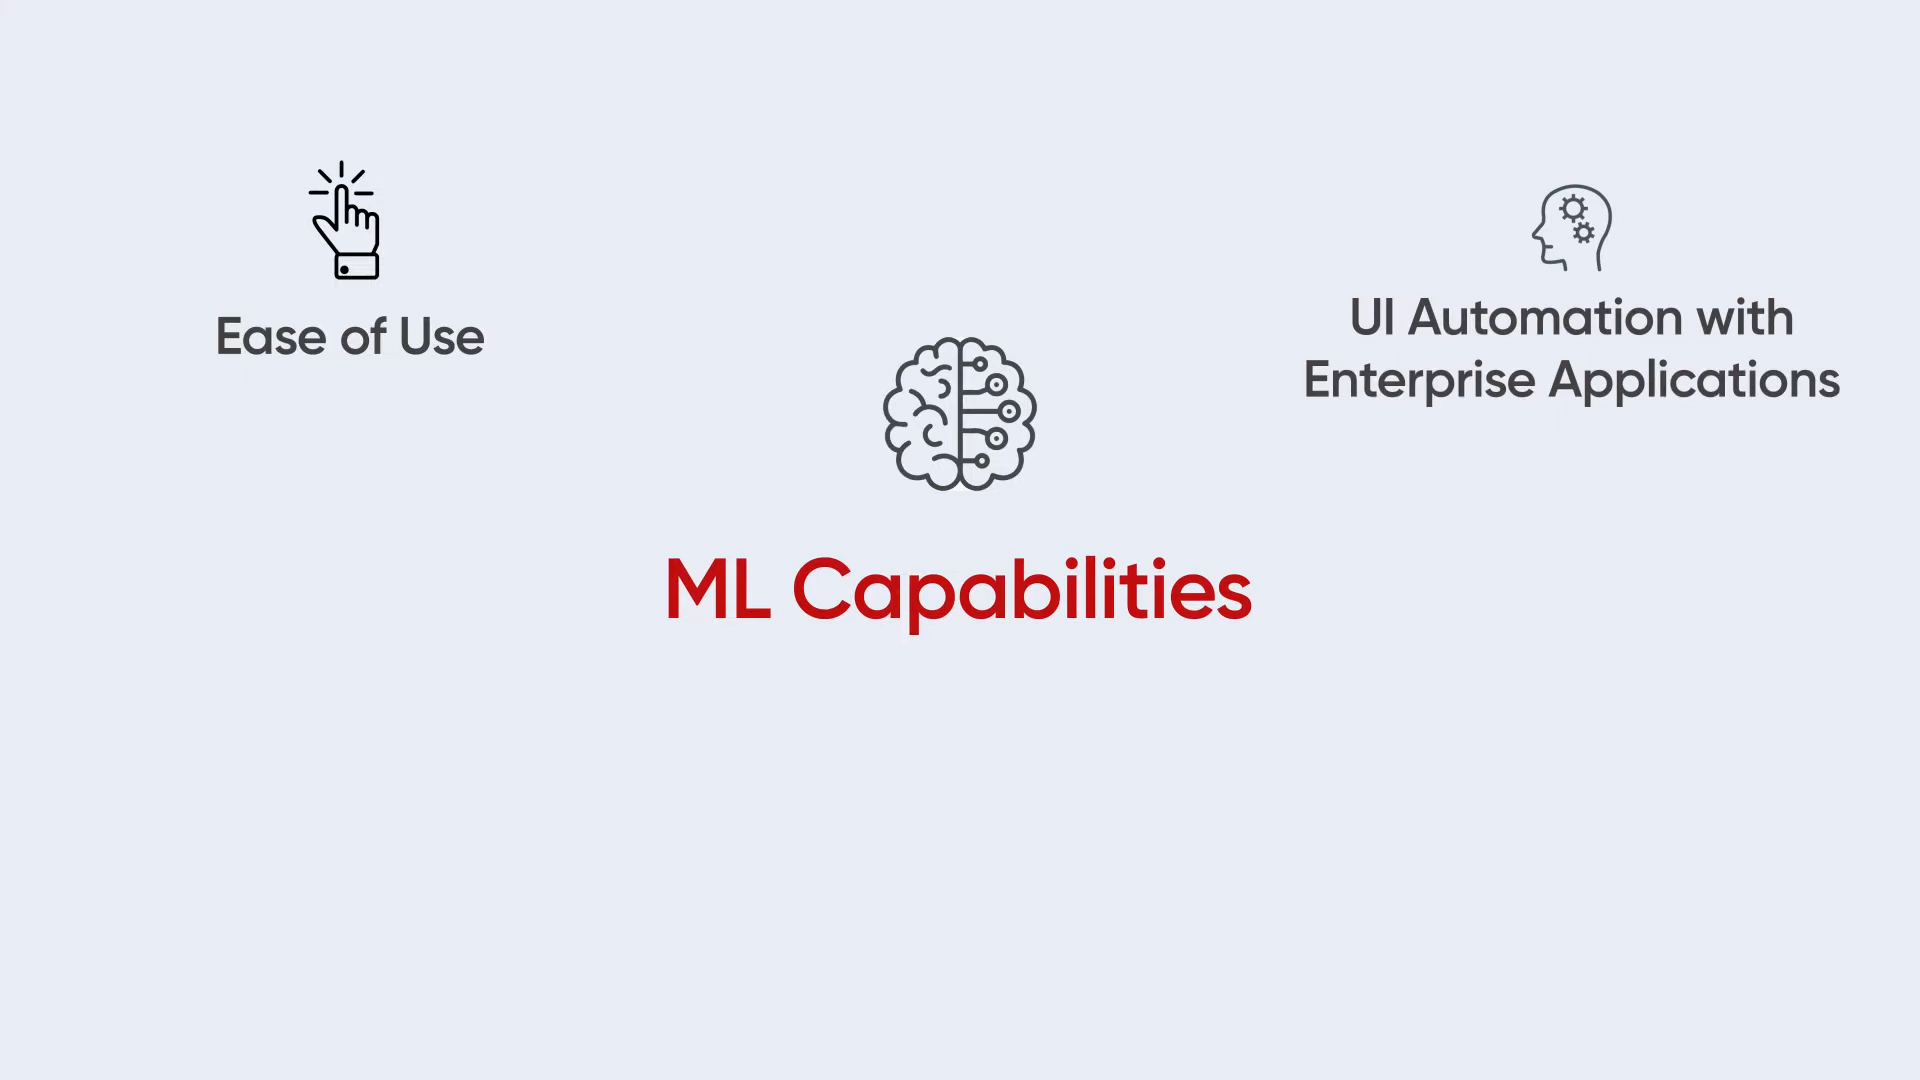 Ease of Use
UI Automation with
Enterprise Applications
ML Capabilities